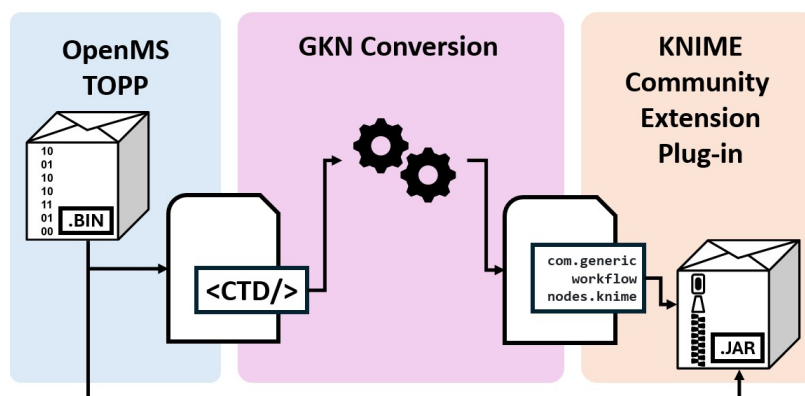 OpenMS
TOPP
GKN Conversion
KNIME
Community
Extension
Plug-in
10
01
10
10
11
01
00
.BIN
<CTD/>
com.generic
workflow
nodes.knime
.JAR